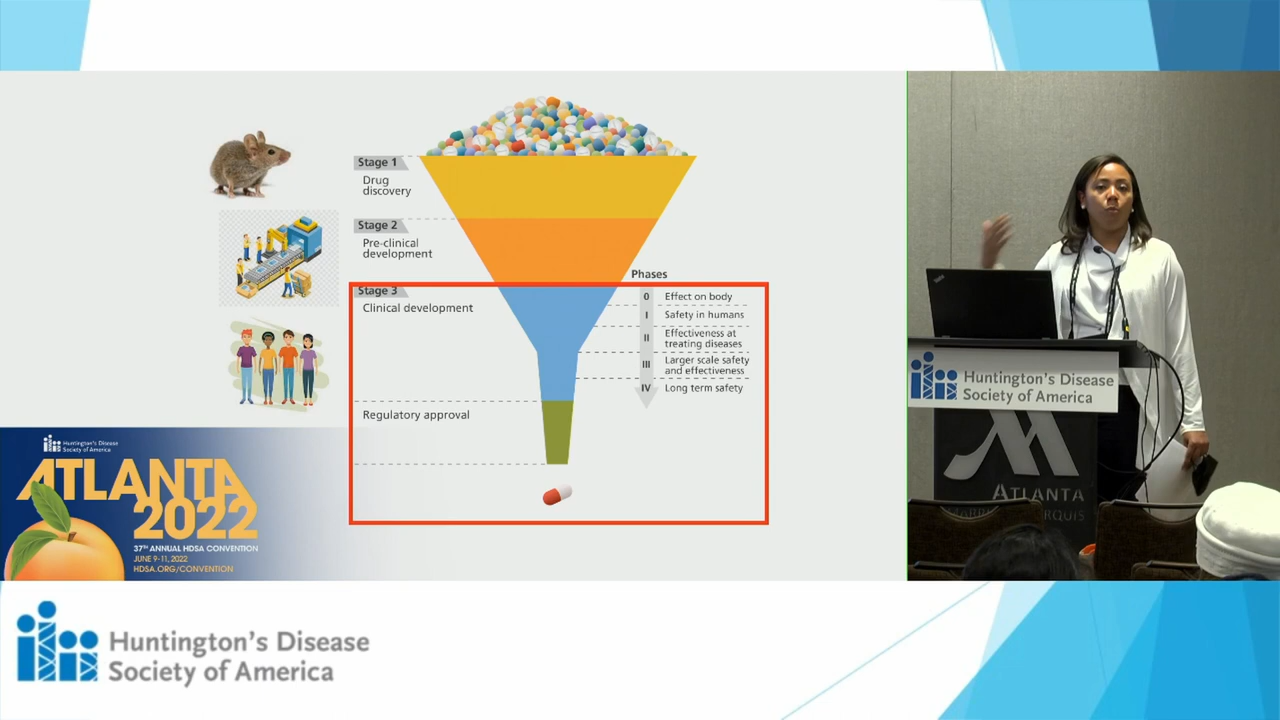 Stage 1
Drug
discovery
Stage 2
Pre-clinical
development
Stage 3
Clinical development
Regulatory approval
Phases
0 Effect on body
I Safety in humans
II Effectiveness at
treating diseases
III Larger scale safety
and effectiveness
IV Long term safety
Huntington's Disease
Society of America
ATLANTA
2022
37TH ANNUAL HDSA CONVENTION
JUNE 9-11, 2022
HDSA.ORG/CONVENTION
Huntington's Disease
Society of America
ATLANTA
Huntington's Disease
Society of America